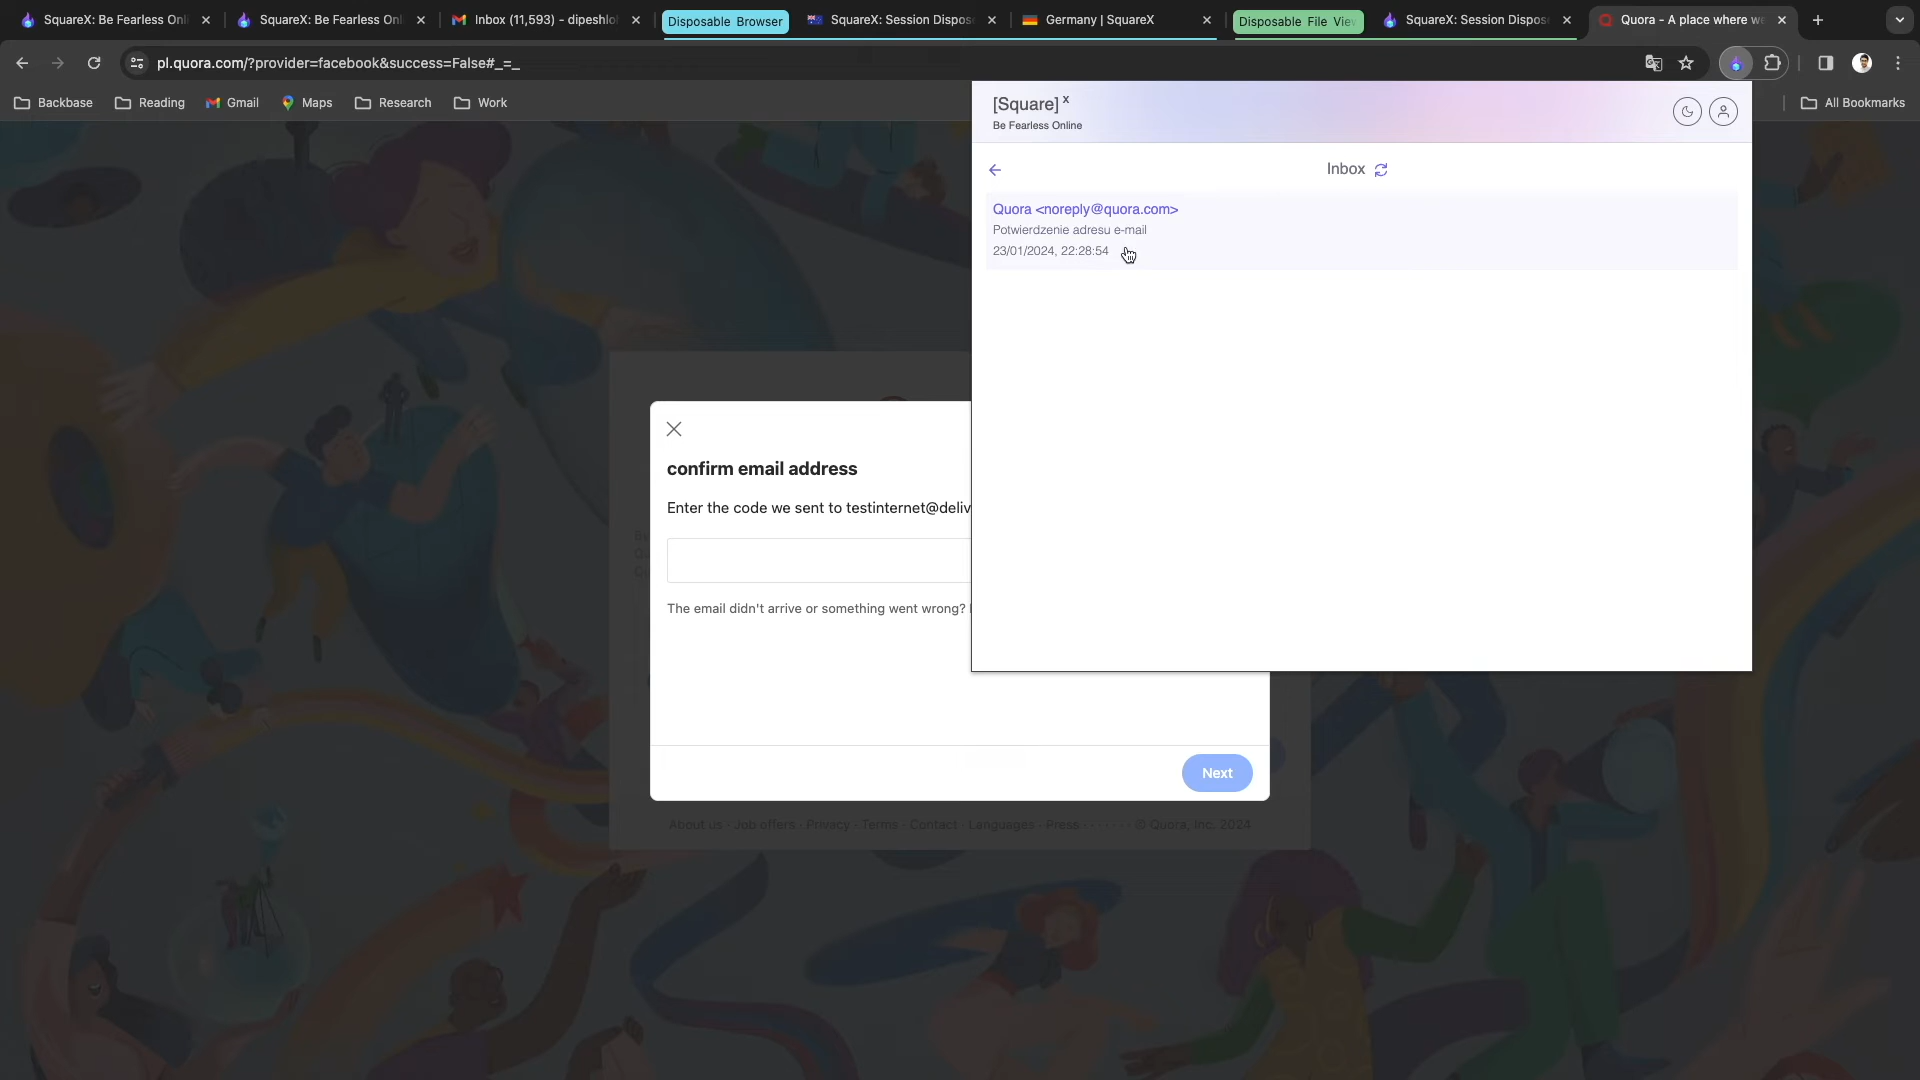 SquareX: Be Fearless Onl
SquareX: Be Fearless Onl
Inbox (11,593) - dipeshlol
Disposable Browser
SquareX: Session Dispos
Germany | SquareX
Disposable File View
SquareX: Session Dispos
Quora - A place where we
pl.quora.com/?provider=facebook&success=False#_=_
Backbase
Reading
Gmail
Maps
Research
Work
All Bookmarks
[Square] x
Be Fearless Online
Inbox
Quora <noreply@quora.com>
Potwierdzenie adresu e-mail
23/01/2024, 22:28:54
confirm email address
Enter the code we sent to testinternet@deliv
The email didn't arrive or something went wrong?
Next
About us · Job offers · Privacy · Terms · Contact · Languages · Press · · · · · · © Quora, Inc. 2024